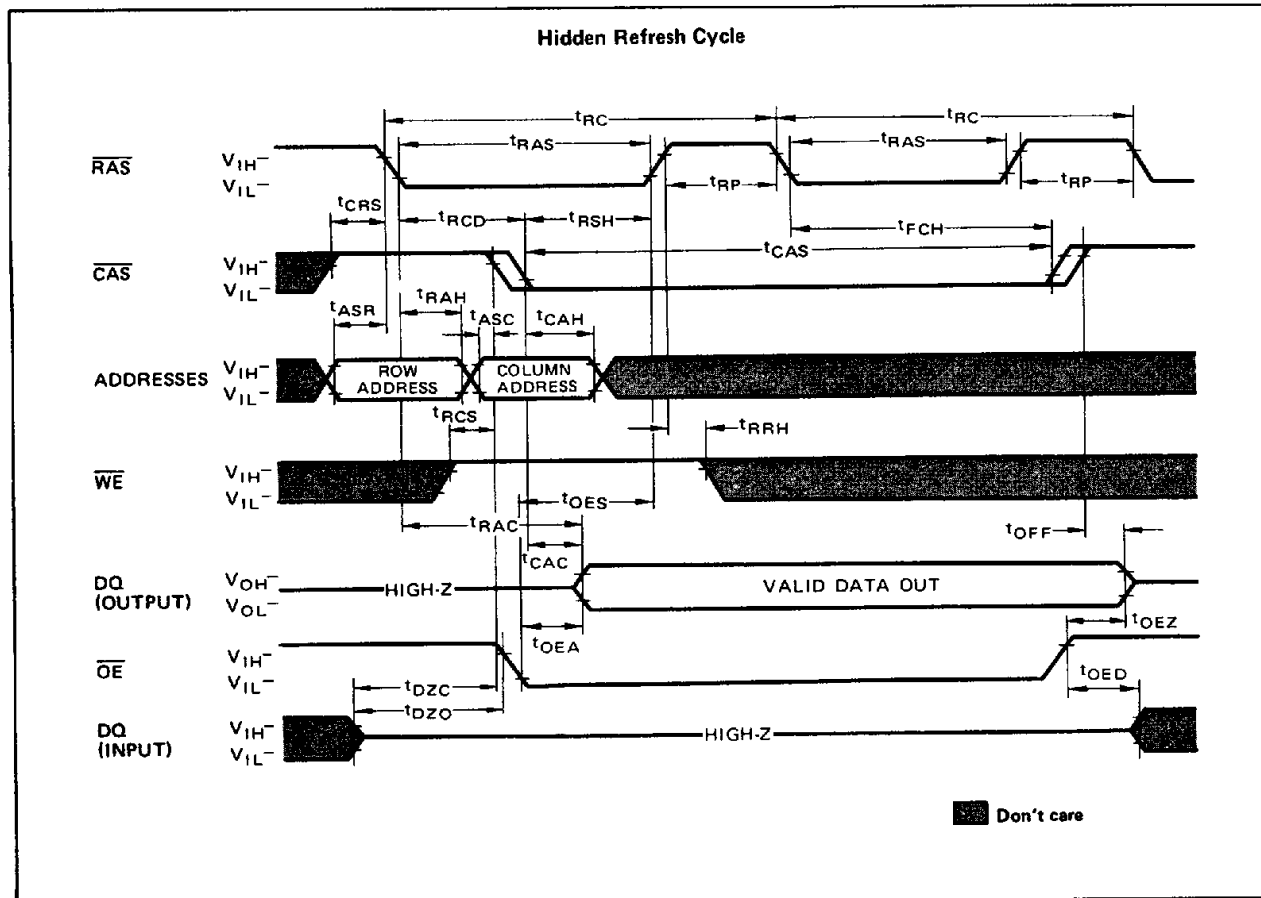 Hidden Refresh Cycle
tRC tRC
tRAS tRAS
RAS VIH–
VIL–
tRP tRP
tCRS tRCD tRSH tFCH
tCAS
CAS VIH–
VIL–
tASR tRAH tASC tCAH
ADDRESSES VIH–
VIL–
ROW ADDRESS
COLUMN ADDRESS
tRCS tRRH
WE VIH–
VIL–
tOES
tRAC tOFF
tCAC
DQ (OUTPUT) VOH–
VOL–
HIGH-Z VALID DATA OUT
tOEA tOEZ
OE VIH–
VIL–
tDZC tOED
tDZO
DQ (INPUT) VIH–
VIL–
HIGH-Z
Don't care